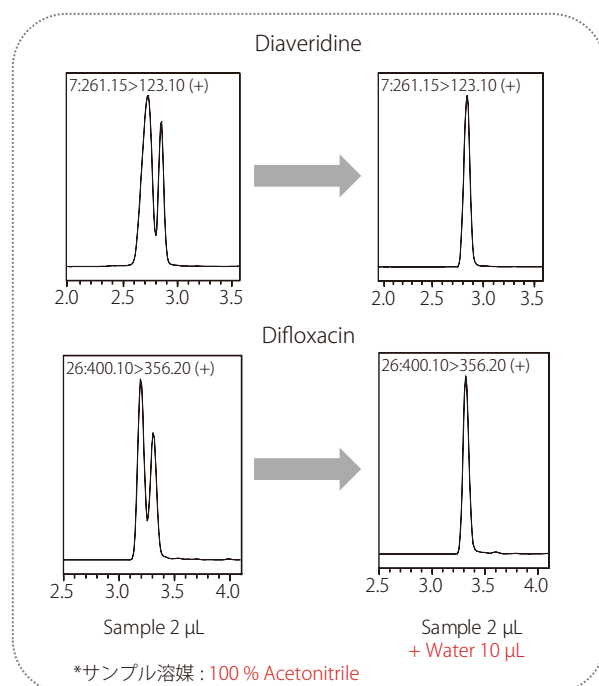 Diaveridine
7:261.15>123.10 (+)
7:261.15>123.10 (+)
2.0 2.5 3.0 3.5
2.0 2.5 3.0 3.5
Difloxacin
26:400.10>356.20 (+)
26:400.10>356.20 (+)
2.5 3.0 3.5 4.0
2.5 3.0 3.5 4.0
Sample 2 µL
Sample 2 µL
+ Water 10 µL
*サンプル溶媒 : 100 % Acetonitrile